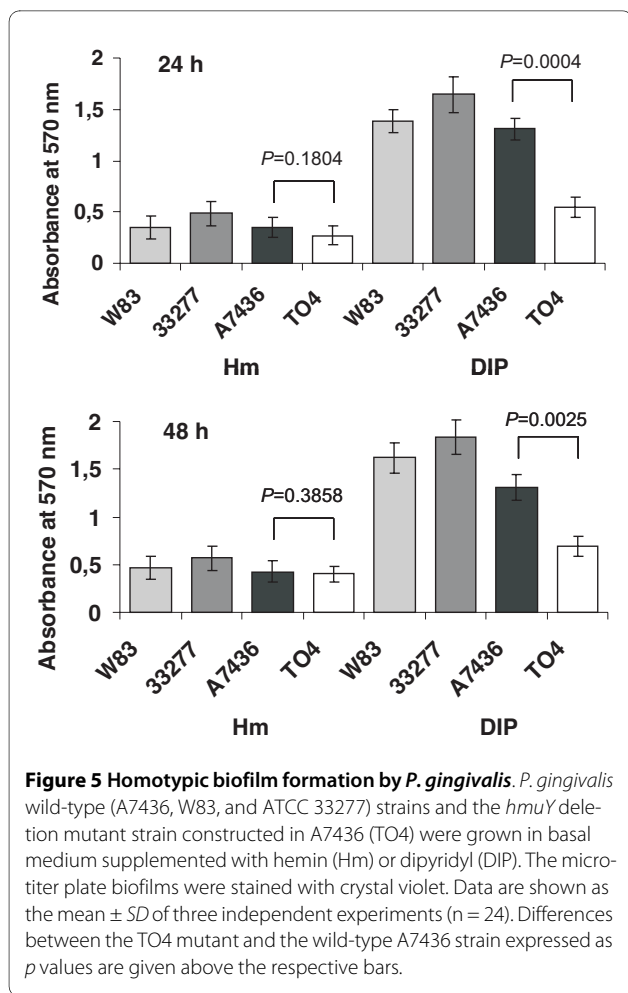 2
24 h
P=0.0004
1,5
Absorbance at 570 nm
P=0.1804
1
0,5
0
W83 33277 A7436 TO4 W83 33277 A7436 TO4
Hm DIP
2
48 h
P=0.0025
1,5
Absorbance at 570 nm
P=0.3858
1
0,5
0
W83 33277 A7436 TO4 W83 33277 A7436 TO4
Hm DIP
Figure 5 Homotypic biofilm formation by P. gingivalis. P. gingivalis
wild-type (A7436, W83, and ATCC 33277) strains and the hmuY dele-
tion mutant strain constructed in A7436 (TO4) were grown in basal
medium supplemented with hemin (Hm) or dipyridyl (DIP). The micro-
titer plate biofilms were stained with crystal violet. Data are shown as
the mean ± SD of three independent experiments (n = 24). Differences
between the TO4 mutant and the wild-type A7436 strain expressed as
p values are given above the respective bars.